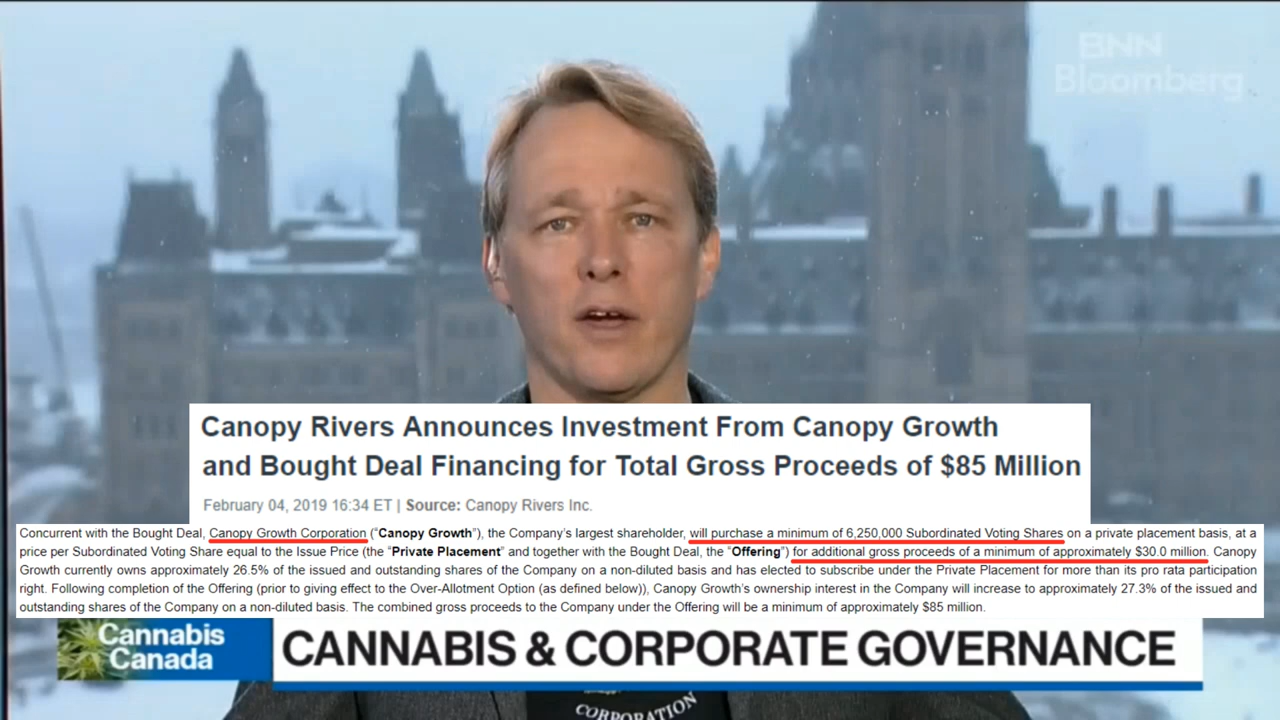 BNN
Bloomberg
Canopy Rivers Announces Investment From Canopy Growth
and Bought Deal Financing for Total Gross Proceeds of $85 Million
February 04, 2019 16:34 ET | Source: Canopy Rivers Inc.
Concurrent with the Bought Deal, Canopy Growth Corporation (“Canopy Growth”), the Company’s largest shareholder, will purchase a minimum of 6,250,000 Subordinated Voting Shares on a private placement basis, at a
price per Subordinated Voting Share equal to the Issue Price (the “Private Placement” and together with the Bought Deal, the “Offering”) for additional gross proceeds of a minimum of approximately $30.0 million. Canopy
Growth currently owns approximately 26.5% of the issued and outstanding shares of the Company on a non-diluted basis and has elected to subscribe under the Private Placement for more than its pro rata participation
right. Following completion of the Offering (prior to giving effect to the Over-Allotment Option (as defined below)), Canopy Growth’s ownership interest in the Company will increase to approximately 27.3% of the issued and
outstanding shares of the Company on a non-diluted basis. The combined gross proceeds to the Company under the Offering will be a minimum of approximately $85 million.
Cannabis
Canada
CANNABIS & CORPORATE GOVERNANCE
CORPORATION